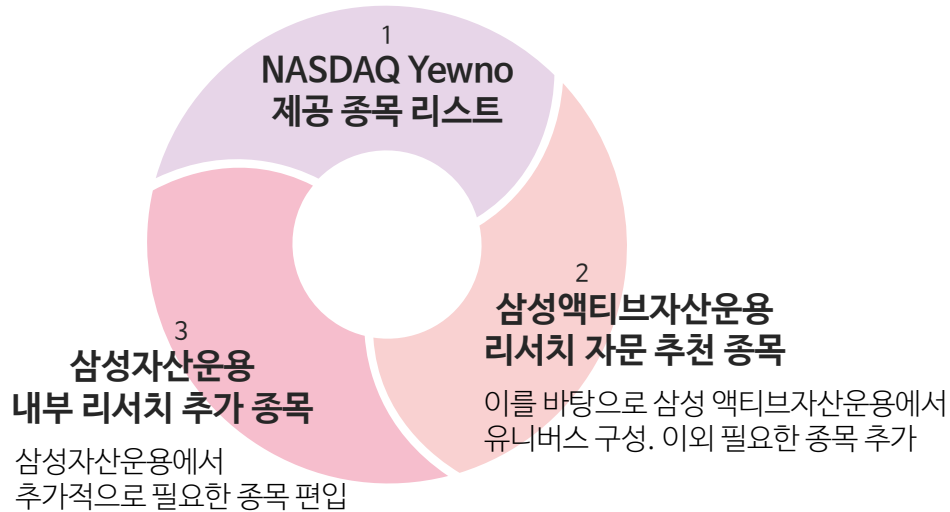 1
NASDAQ Yewno
제공 종목 리스트
2
삼성액티브자산운용
리서치 자문 추천 종목
이를 바탕으로 삼성 액티브자산운용에서
유니버스 구성. 이외 필요한 종목 추가
3
삼성자산운용
내부 리서치 추가 종목
삼성자산운용에서
추가적으로 필요한 종목 편입